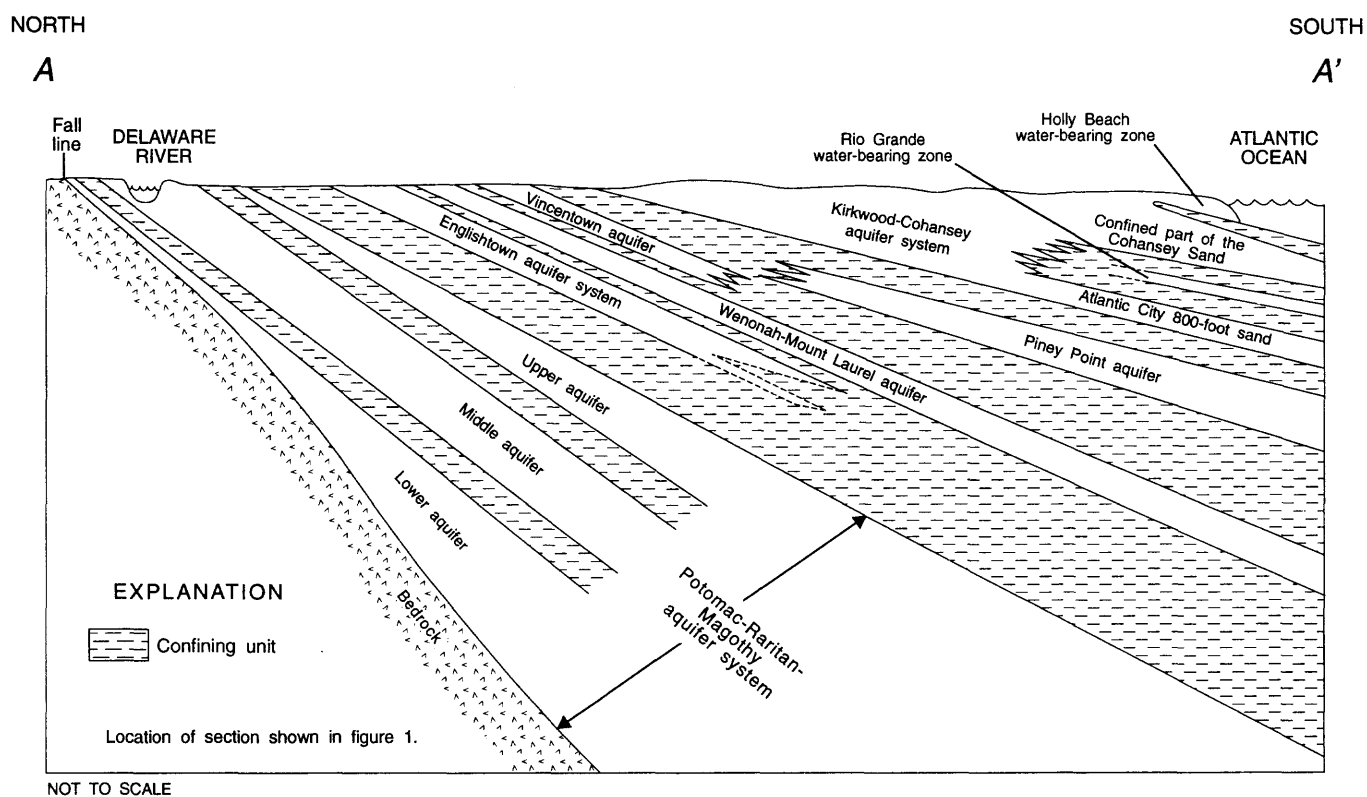 NORTH
SOUTH
A
A'
Fall
line
DELAWARE
RIVER
Rio Grande
water-bearing zone
Holly Beach
water-bearing zone
ATLANTIC
OCEAN
Vincentown aquifer
Englishtown aquifer system
Kirkwood-Cohansey
aquifer system
Confined part of the
Cohansey Sand
Wenonah-Mount Laurel aquifer
Atlantic City 800-foot sand
Piney Point aquifer
Upper aquifer
Middle aquifer
Lower aquifer
Potomac-Raritan-
Magothy
aquifer system
Bedrock
EXPLANATION
Confining unit
Location of section shown in figure 1.
NOT TO SCALE